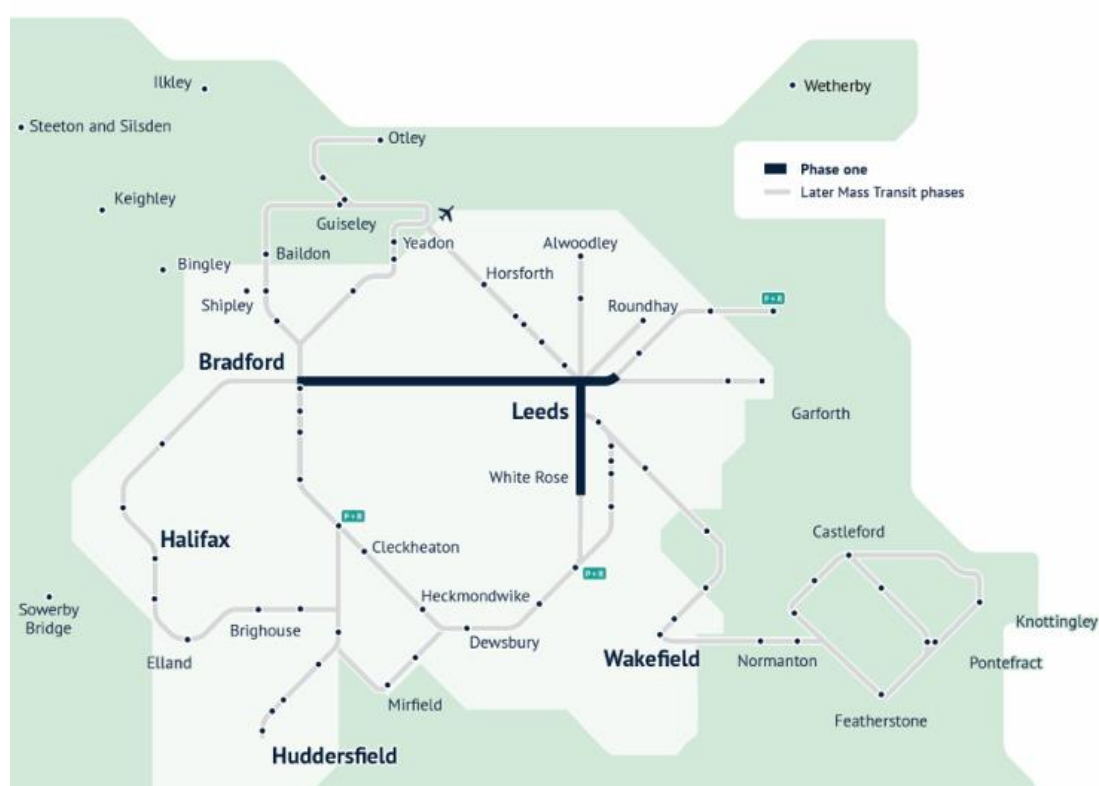 Ilkley
Wetherby
Steeton and Silsden
Otley
Phase one
Later Mass Transit phases
Keighley
Guiseley
Yeadon
Alwoodley
Baildon
Bingley
Horsforth
Shipley
Roundhay
P+R
Bradford
Leeds
Garforth
White Rose
P+R
Halifax
Castleford
Cleckheaton
P+R
Heckmondwike
Sowerby
Bridge
Brighouse
Knottingley
Dewsbury
Elland
Wakefield
Normanton
Pontefract
Mirfield
Featherstone
Huddersfield